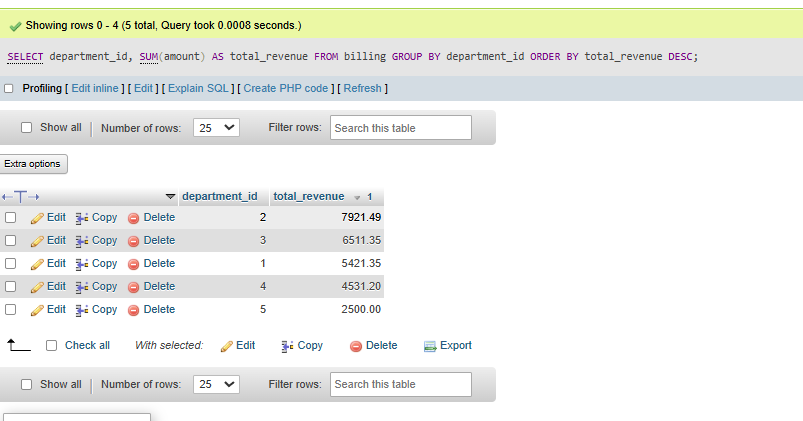 Showing rows 0 - 4 (5 total, Query took 0.0008 seconds.)
SELECT department_id, SUM(amount) AS total_revenue FROM billing GROUP BY department_id ORDER BY total_revenue DESC;
Profiling [ Edit inline ] [ Edit ] [ Explain SQL ] [ Create PHP code ] [ Refresh ]
Show all | Number of rows: 25 Filter rows: Search this table
Extra options
←T→ department_id total_revenue 1
Edit Copy Delete 2 7921.49
Edit Copy Delete 3 6511.35
Edit Copy Delete 1 5421.35
Edit Copy Delete 4 4531.20
Edit Copy Delete 5 2500.00
Check all With selected: Edit Copy Delete Export
Show all | Number of rows: 25 Filter rows: Search this table